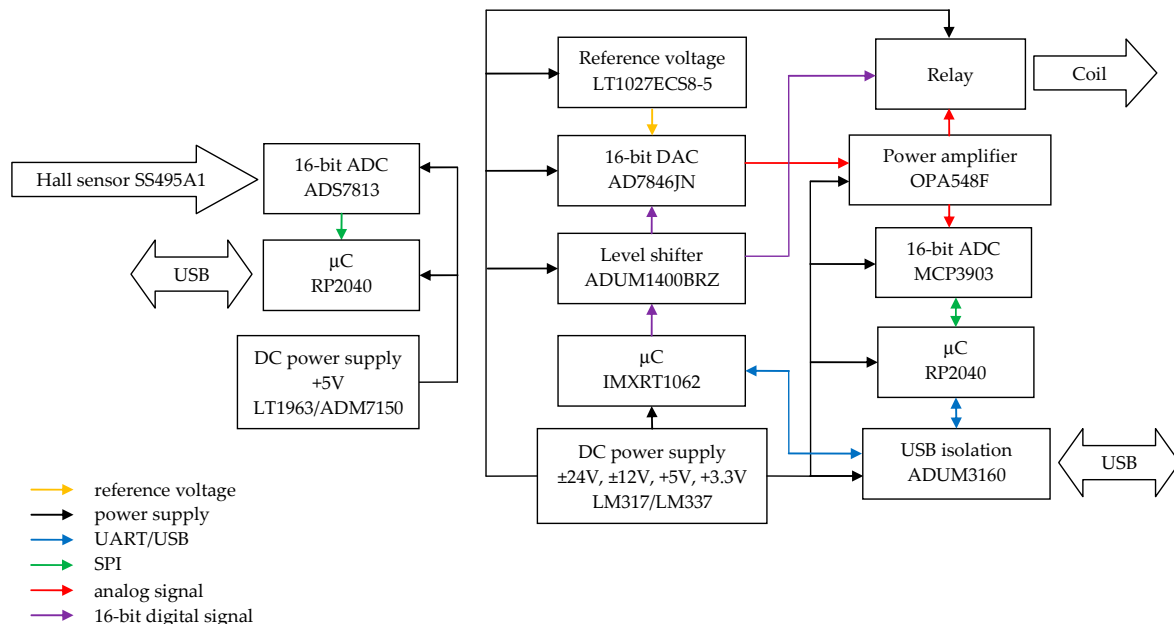 Hall sensor SS495A1
16-bit ADC
ADS7813
USB
µC
RP2040
DC power supply
+5V
LT1963/ADM7150
Reference voltage
LT1027ECS8-5
16-bit DAC
AD7846JN
Level shifter
ADUM1400BRZ
µC
IMXRT1062
DC power supply
±24V, ±12V, +5V, +3.3V
LM317/LM337
Relay
Coil
Power amplifier
OPA548F
16-bit ADC
MCP3903
µC
RP2040
USB isolation
ADUM3160
USB
reference voltage
power supply
UART/USB
SPI
analog signal
16-bit digital signal